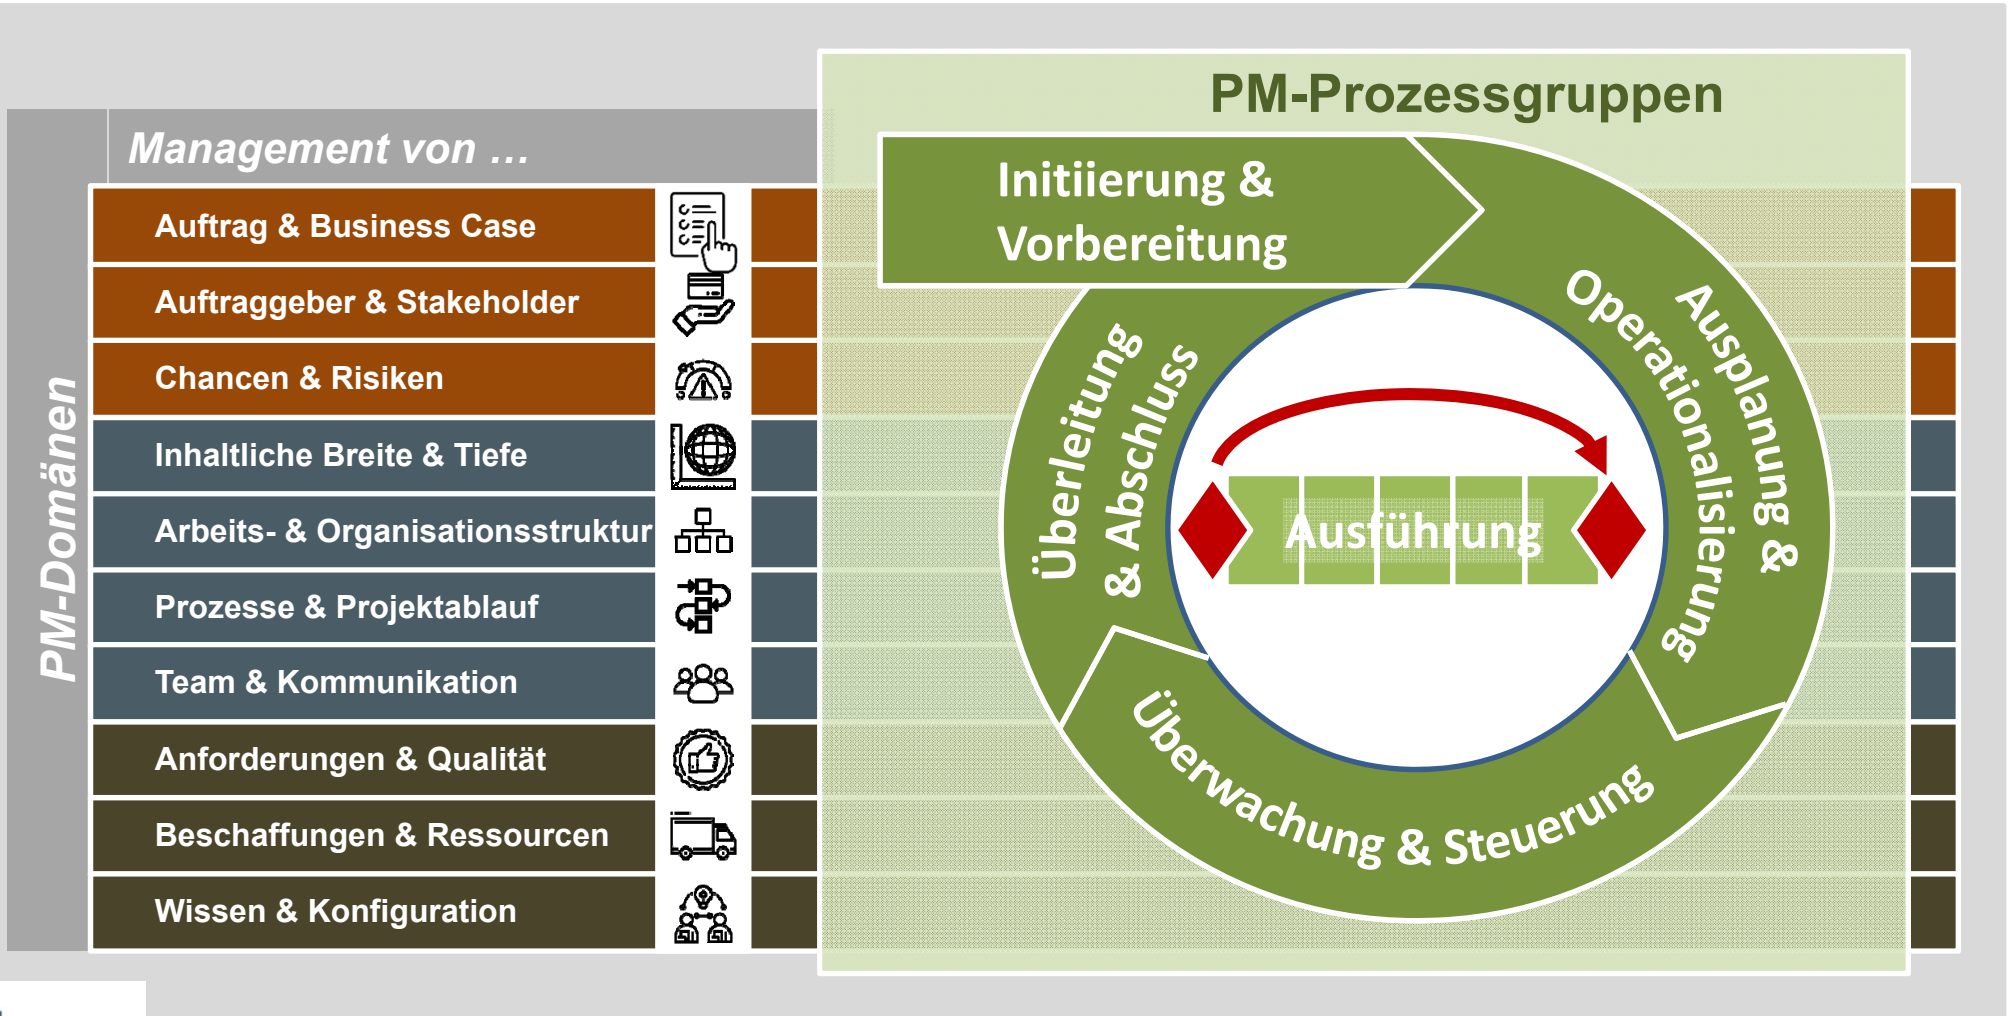 PM-Prozessgruppen
Management von ...
PM-Domänen
Auftrag & Business Case
Auftraggeber & Stakeholder
Chancen & Risiken
Inhaltliche Breite & Tiefe
Arbeits- & Organisationsstruktur
Prozesse & Projektablauf
Team & Kommunikation
Anforderungen & Qualität
Beschaffungen & Ressourcen
Wissen & Konfiguration
Initiierung &
Vorbereitung
Ausplanung &
Operationalisierung
Überwachung & Steuerung
Überleitung
& Abschluss
Ausführung